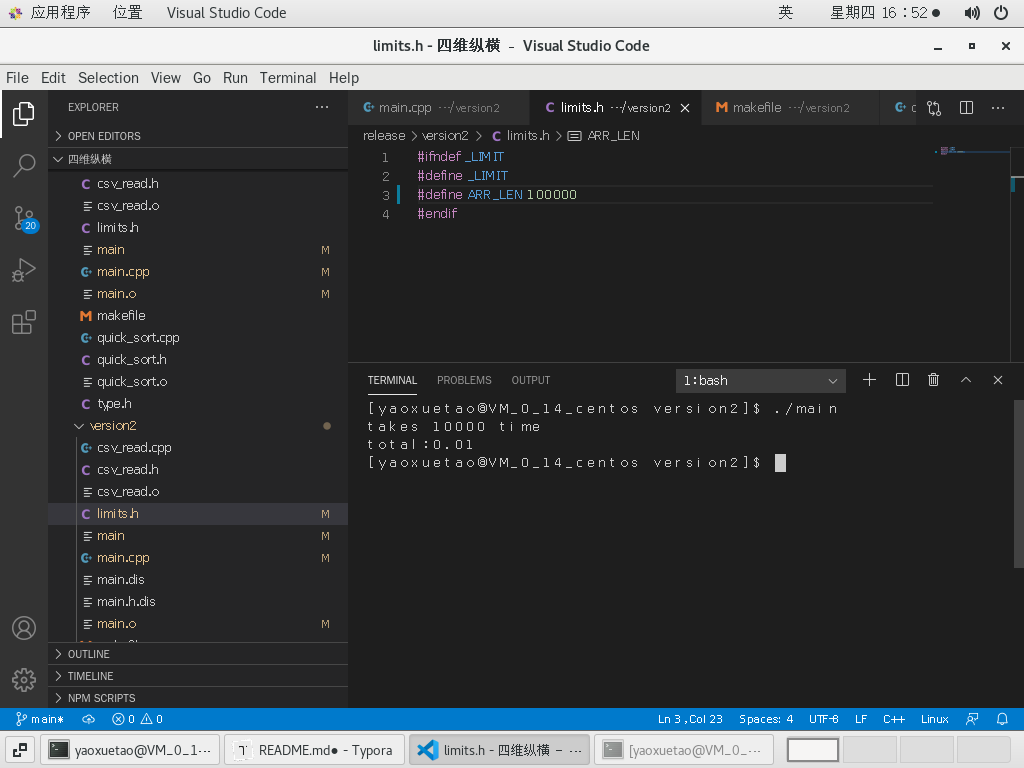 应用程序 位置 Visual Studio Code 英 星期四 16：52●
limits.h - 四维纵横 - Visual Studio Code
File Edit Selection View Go Run Terminal Help
EXPLORER ···
OPEN EDITORS
四维纵横
csv_read.h
csv_read.o
limits.h
main M
main.cpp M
main.o M
makefile
quick_sort.cpp
quick_sort.h
quick_sort.o
type.h
version2
csv_read.cpp
csv_read.h
csv_read.o
limits.h M
main M
main.cpp M
main.dis
main.h.dis
main.o M
OUTLINE
TIMELINE
NPM SCRIPTS
20
main.cpp ···/version2 limits.h ···/version2 makefile ···/version2 c ···
release > version2 > C limits.h > ARR_LEN
1 #ifndef _LIMIT
2 #define _LIMIT
3 #define ARR_LEN 100000
4 #endif
TERMINAL PROBLEMS OUTPUT 1:bash
[yaoxuetao@VM_0_14_centos version2]$ ./main
takes 10000 time
total:0.01
[yaoxuetao@VM_0_14_centos version2]$
main* 0 0 Ln 3 ,Col 23 Spaces: 4 UTF-8 LF C++ Linux
yaoxuetao@VM_0_1··· README.md● - Typora limits.h - 四维纵横 - ··· [yaoxuetao@VM_0_···